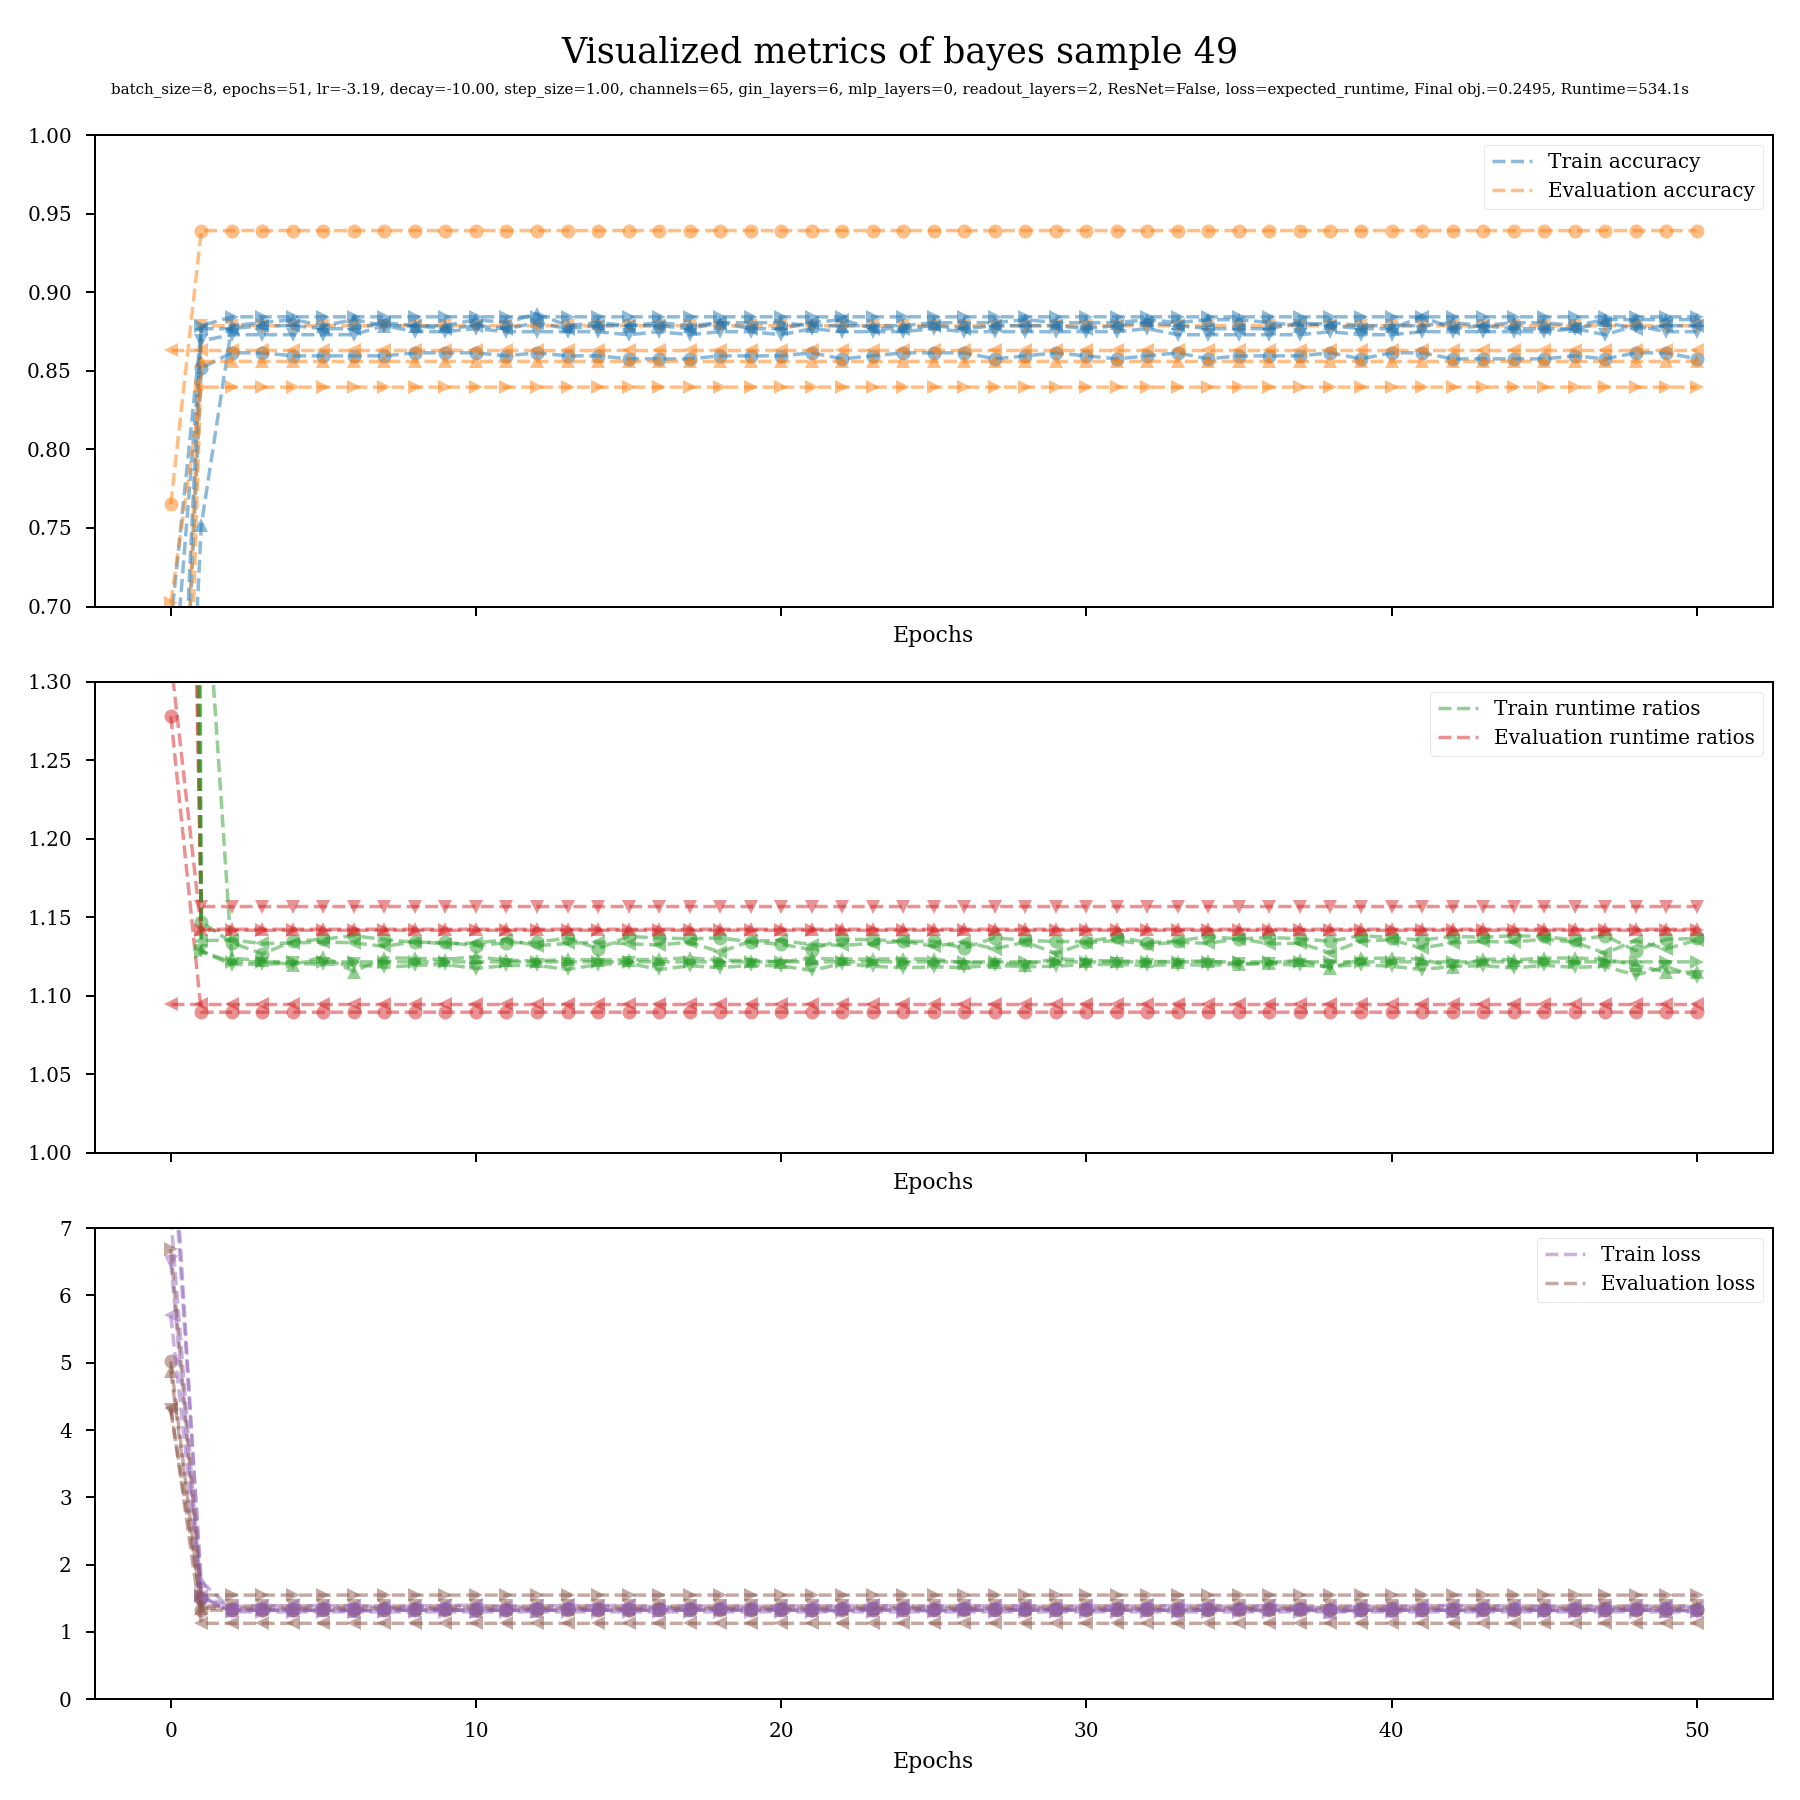 Visualized metrics of bayes sample 49
batch_size=8, epochs=51, lr=-3.19, decay=-10.00, step_size=1.00, channels=65, gin_layers=6, mlp_layers=0, readout_layers=2, ResNet=False, loss=expected_runtime, Final obj.=0.2495, Runtime=534.1s
1.00
0.95
0.90
0.85
0.80
0.75
0.70
Train accuracy
Evaluation accuracy
Epochs
1.30
1.25
1.20
1.15
1.10
1.05
1.00
Train runtime ratios
Evaluation runtime ratios
Epochs
7
6
5
4
3
2
1
0
Train loss
Evaluation loss
0 10 20 30 40 50
Epochs